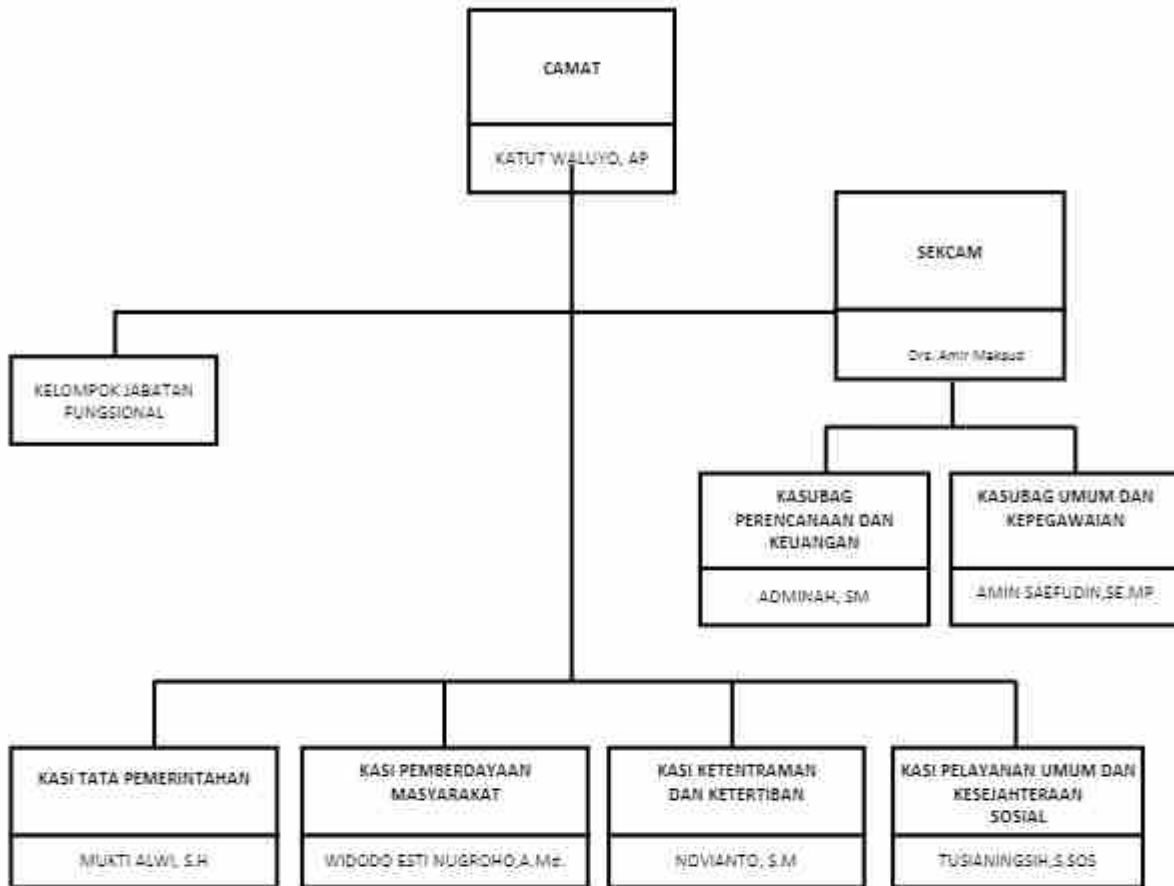 CAMAT
KATUT WALUYO, AP
SEKCAM
Drs. Amir Maksud
KELOMPOK JABATAN
FUNGSIONAL
KASUBAG
PERENCANAAN DAN
KEUANGAN
ADMINAH, SM
KASUBAG UMUM DAN
KEPEGAWAIAN
AMIN SAEFUDIN,SE.MP
KASI TATA PEMERINTAHAN
MUKTI ALWI, S.H
KASI PEMBERDAYAAN
MASYARAKAT
WIDODO ESTI NUGROHO,A.Md.
KASI KETENTRAMAN
DAN KETERTIBAN
NOVIANTO, S.M
KASI PELAYANAN UMUM DAN
KESEJAHTERAAN
SOSIAL
TUSIANINGSIH,S.SOS